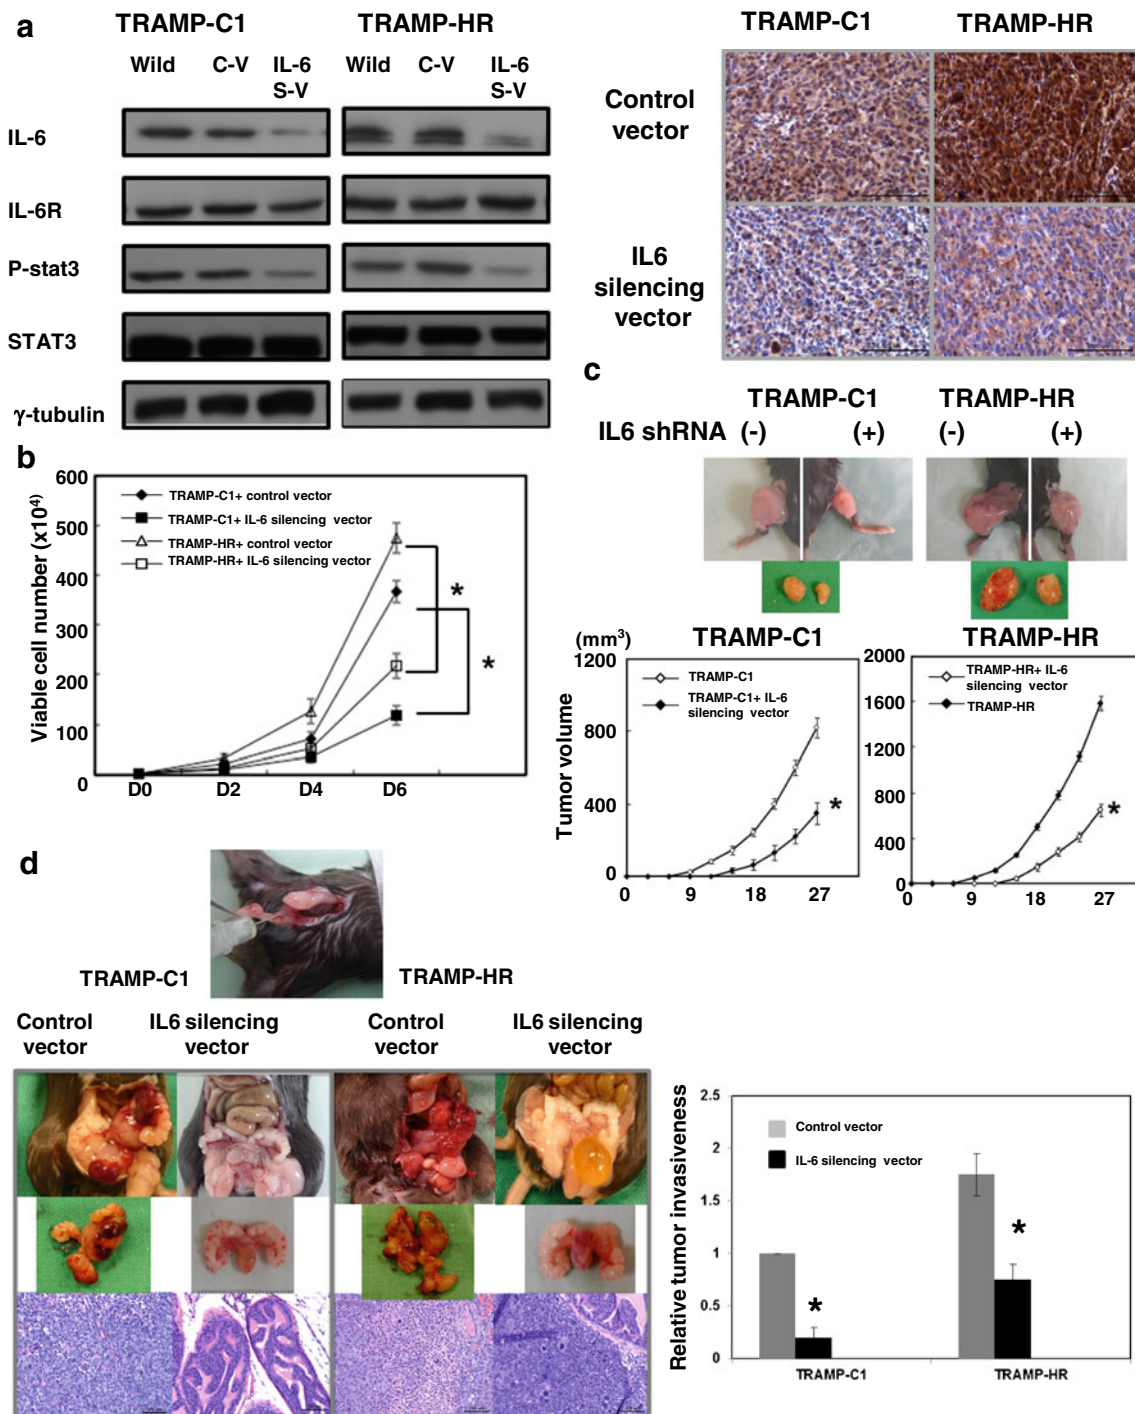 a
TRAMP-C1
TRAMP-HR
Wild
C-V
IL-6
S-V
Wild
C-V
IL-6
S-V
IL-6
IL-6R
P-stat3
STAT3
γ-tubulin
TRAMP-C1
TRAMP-HR
Control
vector
IL6
silencing
vector
b
Viable cell number (x10⁴)
600
500
400
300
200
100
0
D0
D2
D4
D6
TRAMP-C1+ control vector
TRAMP-C1+ IL-6 silencing vector
TRAMP-HR+ control vector
TRAMP-HR+ IL-6 silencing vector
*
*
c
TRAMP-C1
TRAMP-HR
IL6 shRNA
(-)
(+)
(-)
(+)
(mm³)
TRAMP-C1
Tumor volume
1200
800
400
0
0
9
18
27
TRAMP-C1
TRAMP-C1+ IL-6
silencing vector
*
TRAMP-HR
2000
1600
1200
800
400
0
0
9
18
27
TRAMP-HR+ IL-6
silencing vector
TRAMP-HR
*
d
TRAMP-C1
TRAMP-HR
Control
vector
IL6 silencing
vector
Control
vector
IL6 silencing
vector
Relative tumor invasiveness
2.5
2
1.5
1
0.5
0
Control vector
IL-6 silencing vector
*
*
TRAMP-C1
TRAMP-HR